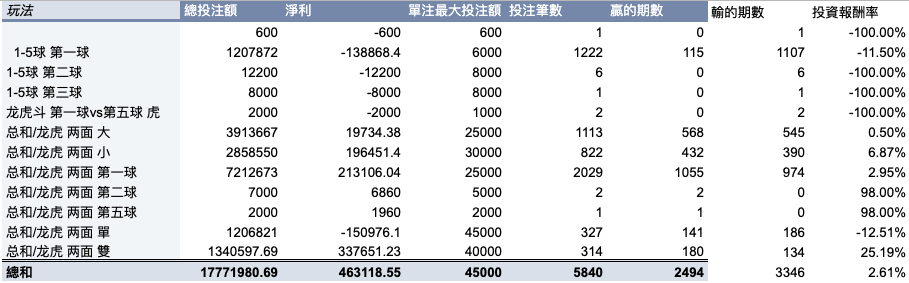 玩法 總投注額 淨利 單注最大投注額 投注筆數 贏的期數 輸的期數 投資報酬率
600 -600 600 1 0 1 -100.00%
1-5球 第一球 1207872 -138868.4 6000 1222 115 1107 -11.50%
1-5球 第二球 12200 -12200 8000 6 0 6 -100.00%
1-5球 第三球 8000 -8000 8000 1 0 1 -100.00%
龙虎斗 第一球vs第五球 虎 2000 -2000 1000 2 0 2 -100.00%
总和/龙虎 两面 大 3913667 19734.38 25000 1113 568 545 0.50%
总和/龙虎 两面 小 2858550 196451.4 30000 822 432 390 6.87%
总和/龙虎 两面 第一球 7212673 213106.04 25000 2029 1055 974 2.95%
总和/龙虎 两面 第二球 7000 6860 5000 2 2 0 98.00%
总和/龙虎 两面 第五球 2000 1960 2000 1 1 0 98.00%
总和/龙虎 两面 單 1206821 -150976.1 45000 327 141 186 -12.51%
总和/龙虎 两面 雙 1340597.69 337651.23 40000 314 180 134 25.19%
總和 17771980.69 463118.55 45000 5840 2494 3346 2.61%